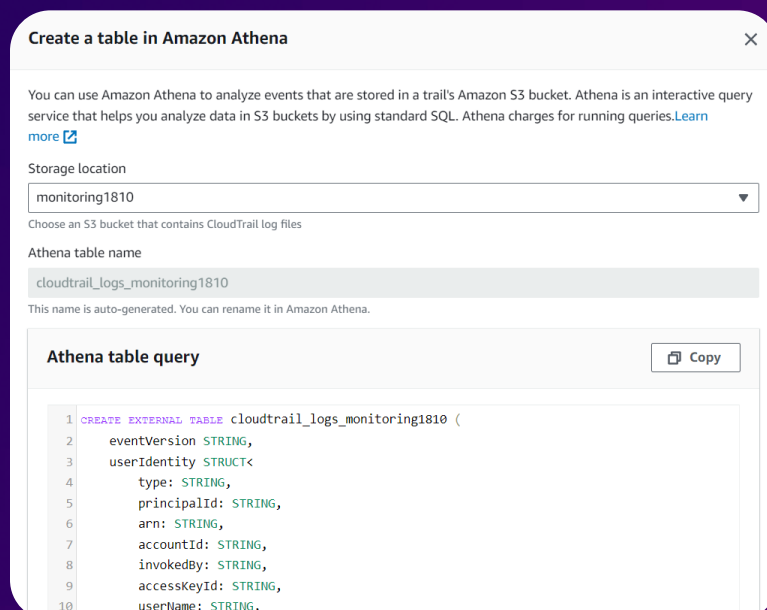 Create a table in Amazon Athena
You can use Amazon Athena to analyze events that are stored in a trail's Amazon S3 bucket. Athena is an interactive query
service that helps you analyze data in S3 buckets by using standard SQL. Athena charges for running queries.Learn
more
Storage location
monitoring1810
Choose an S3 bucket that contains CloudTrail log files
Athena table name
cloudtrail_logs_monitoring1810
This name is auto-generated. You can rename it in Amazon Athena.
Athena table query
Copy
1 CREATE EXTERNAL TABLE cloudtrail_logs_monitoring1810 (
2 eventVersion STRING,
3 userIdentity STRUCT<
4 type: STRING,
5 principalId: STRING,
6 arn: STRING,
7 accountId: STRING,
8 invokedBy: STRING,
9 accessKeyId: STRING,
10 userName: STRING,